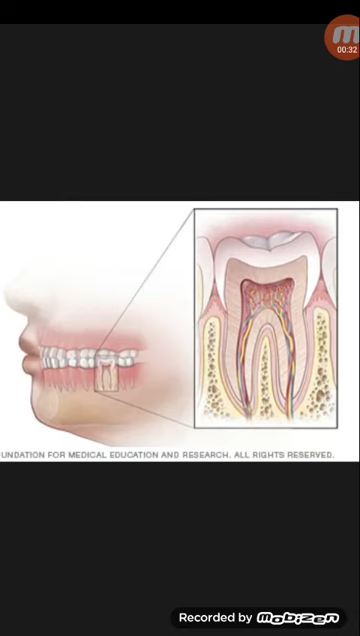 00:32
UNDATION FOR MEDICAL EDUCATION AND RESEARCH. ALL RIGHTS RESERVED.
Recorded by Mobizen